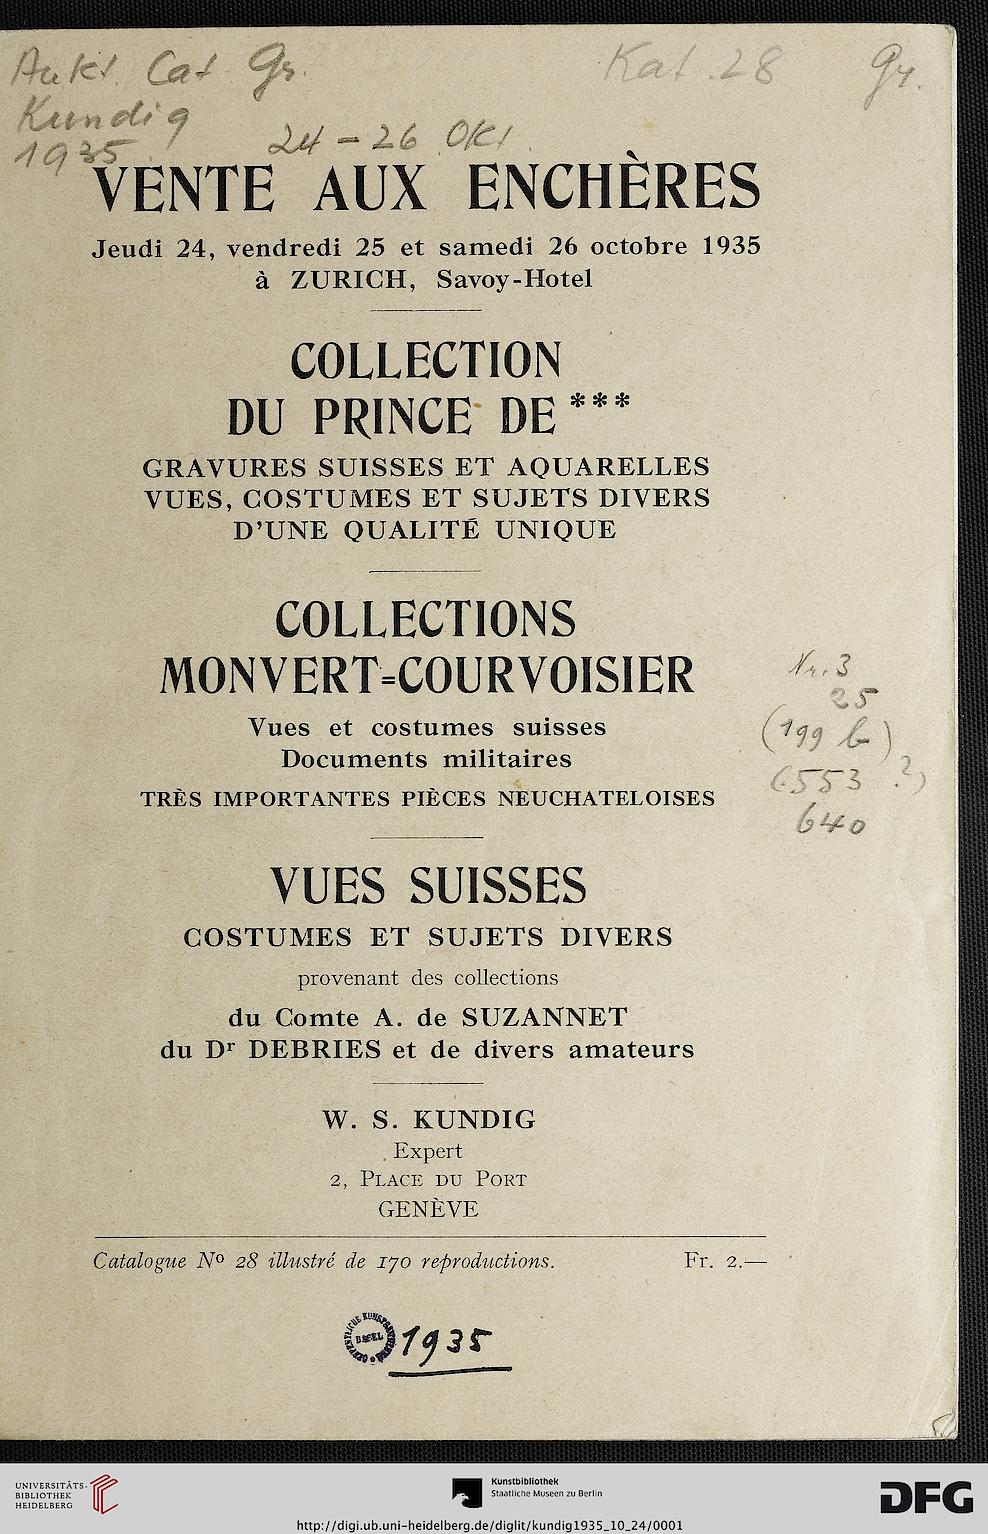 Aukt. Cat Gr.
Kat. 28
Gr.
Kundig
1935.
24 - 26 Okt.
VENTE AUX ENCHÈRES
Jeudi 24, vendredi 25 et samedi 26 octobre 1935
à ZURICH, Savoy-Hotel
COLLECTION
DU PRINCE DE ***
GRAVURES SUISSES ET AQUARELLES
VUES, COSTUMES ET SUJETS DIVERS
D'UNE QUALITÉ UNIQUE
COLLECTIONS
MONVERT=COURVOISIER
Vues et costumes suisses
Documents militaires
TRÈS IMPORTANTES PIÈCES NEUCHATELOISES
Nr. 3
25
(199 b)
(553 ?)
640
VUES SUISSES
COSTUMES ET SUJETS DIVERS
provenant des collections
du Comte A. de SUZANNET
du Dr DEBRIES et de divers amateurs
W. S. KUNDIG
Expert
2, PLACE DU PORT
GENÈVE
Catalogue No 28 illustré de 170 reproductions. Fr. 2.—
BASEL
1935
UNIVERSITÄTS-
BIBLIOTHEK
HEIDELBERG
Kunstbibliothek
Staatliche Museen zu Berlin
DFG
http://digi.ub.uni-heidelberg.de/diglit/kundig1935_10_24/0001